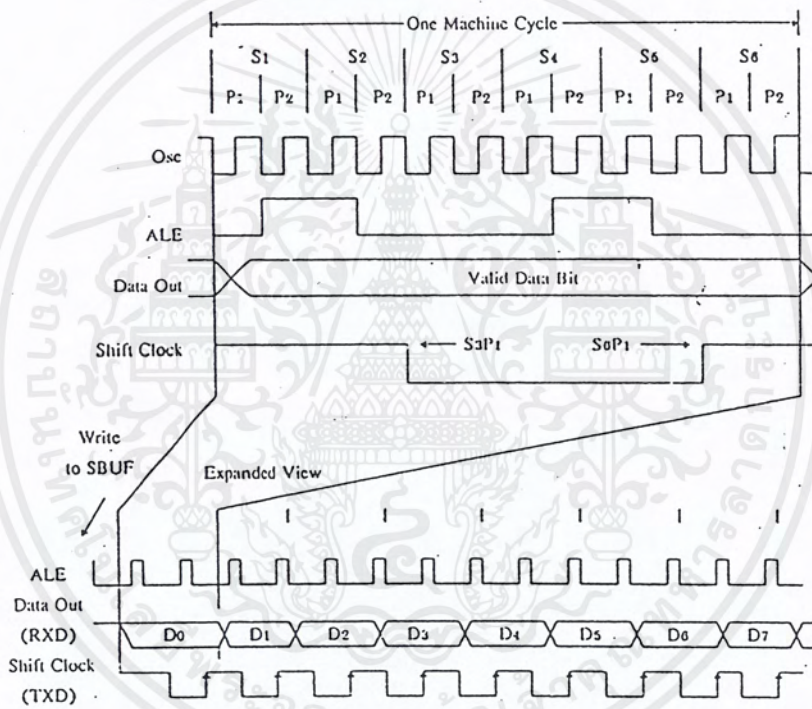 One Machine Cycle
S1 S2 S3 S4 S5 S6
P1 P2 P1 P2 P1 P2 P1 P2 P1 P2 P1 P2
Osc
ALE
Data Out
Valid Data Bit
Shift Clock
S3P1
S6P1
Write
to SBUF
Expanded View
ALE
Data Out
(RXD)
D0 D1 D2 D3 D4 D5 D6 D7
Shift Clock
(TXD)